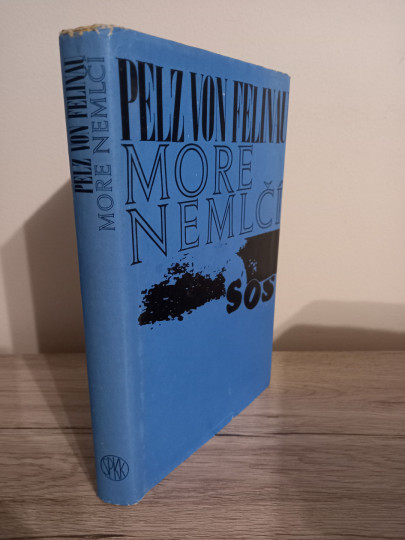 PELZ VON FELINAU
MORE NEMLČÍ
PELZ VON FELINAU
MORE
NEMLČÍ
SOS
SPKK